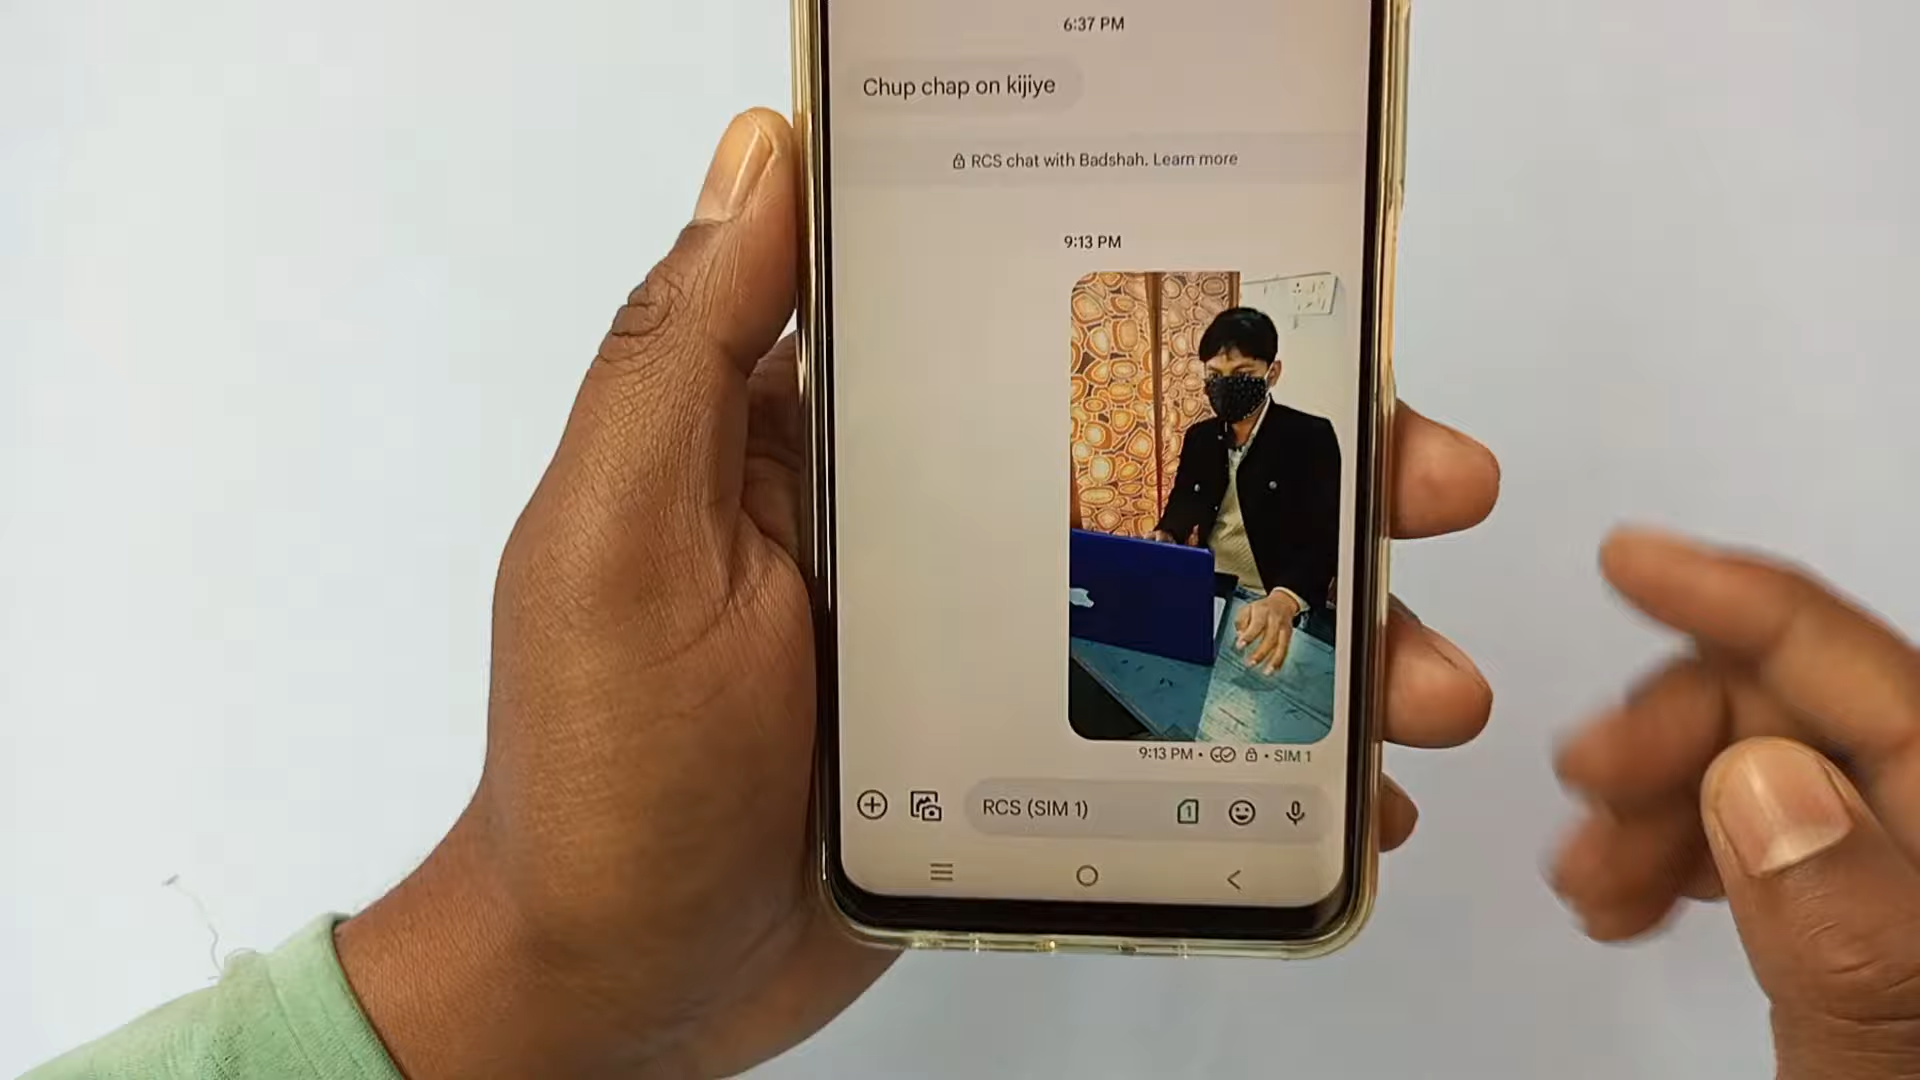 6:37 PM
Chup chap on kijiye
RCS chat with Badshah. Learn more
9:13 PM
9:13 PM • • SIM 1
RCS (SIM 1)
1